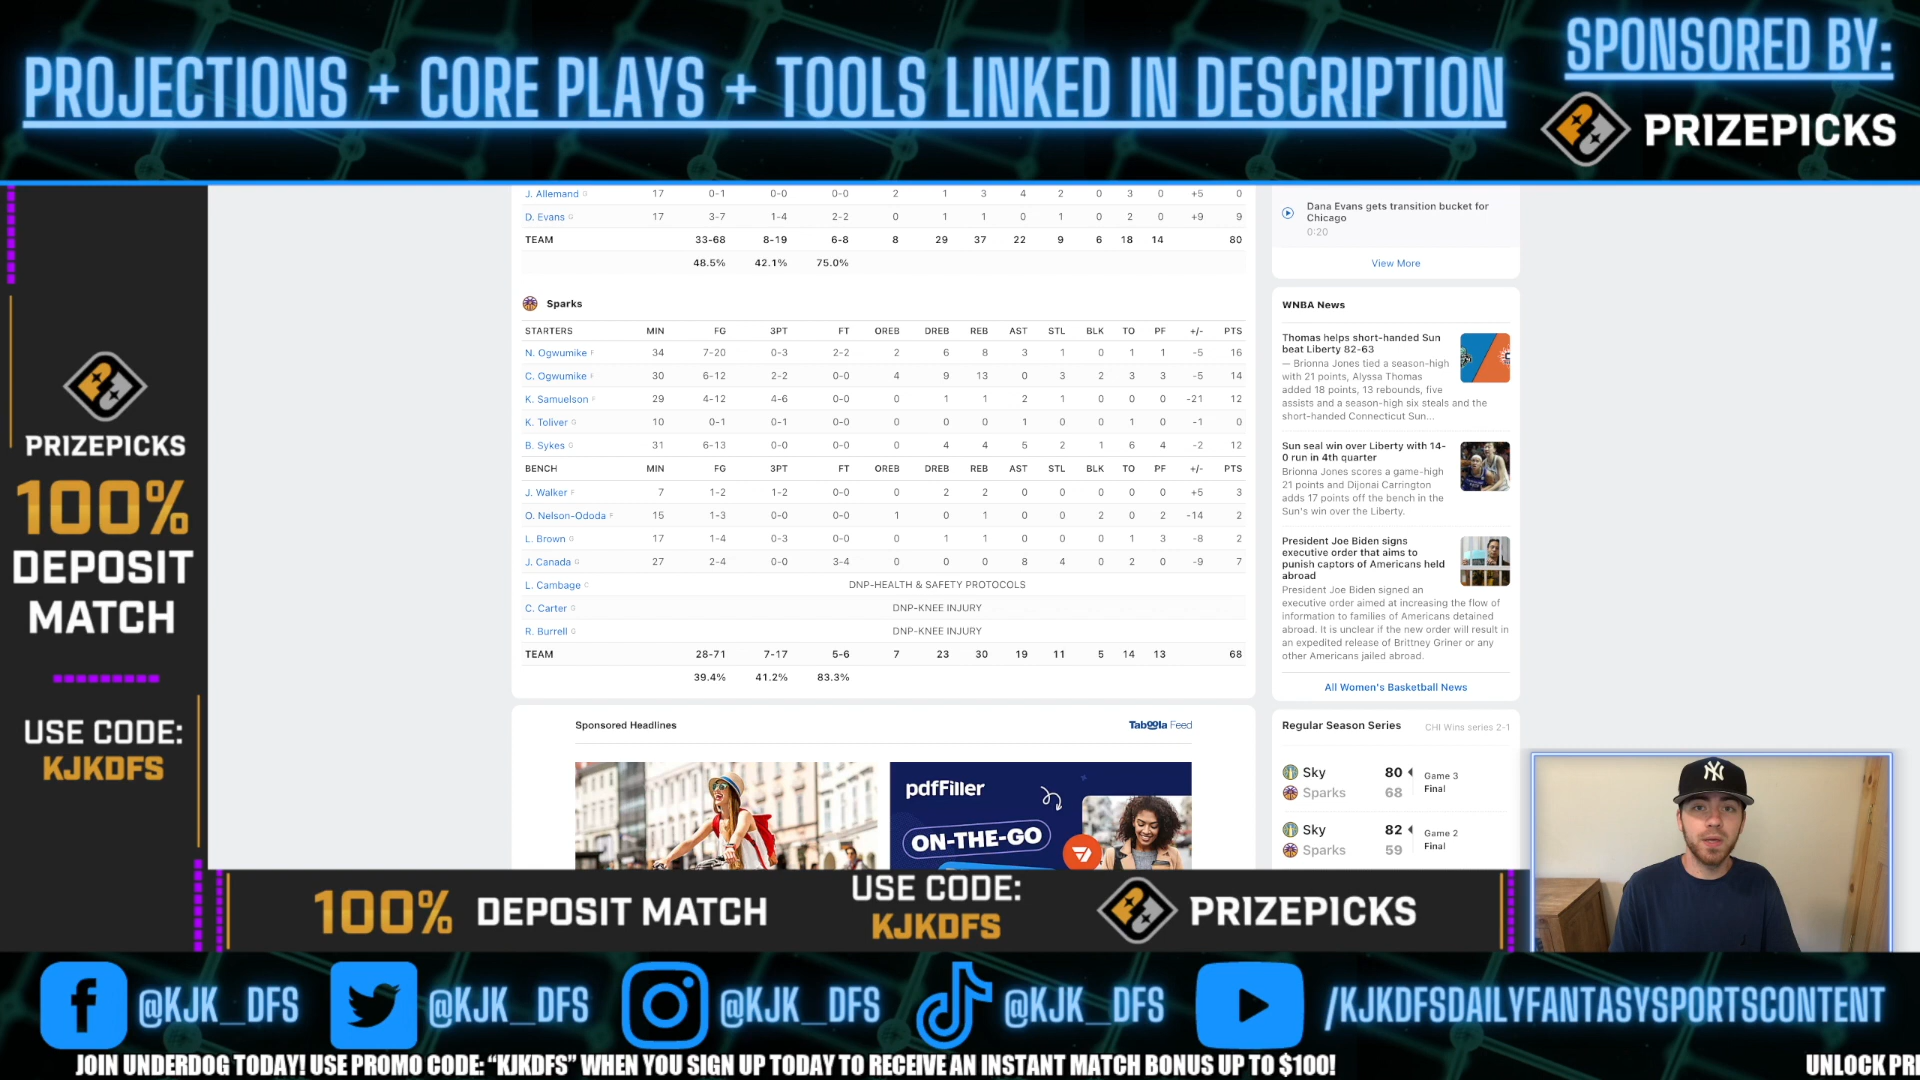 PROJECTIONS + CORE PLAYS + TOOLS LINKED IN DESCRIPTION
SPONSORED BY:
PRIZEPICKS
J. Allemand G 17 0-1 0-0 0-0 2 1 3 4 2 0 3 0 +5 0
D. Evans G 17 3-7 1-4 2-2 0 1 1 0 1 0 2 0 +9 9
TEAM 33-68 8-19 6-8 8 29 37 22 9 6 18 14 80
48.5% 42.1% 75.0%
Sparks
STARTERS MIN FG 3PT FT OREB DREB REB AST STL BLK TO PF +/- PTS
N. Ogwumike F 34 7-20 0-3 2-2 2 6 8 3 1 0 1 1 -5 16
C. Ogwumike F 30 6-12 2-2 0-0 4 9 13 0 3 2 3 3 -5 14
K. Samuelson F 29 4-12 4-6 0-0 0 1 1 2 1 0 0 0 -21 12
K. Toliver G 10 0-1 0-1 0-0 0 0 0 1 0 0 1 0 -1 0
B. Sykes G 31 6-13 0-0 0-0 0 4 4 5 2 1 6 4 -2 12
BENCH MIN FG 3PT FT OREB DREB REB AST STL BLK TO PF +/- PTS
J. Walker F 7 1-2 1-2 0-0 0 2 2 0 0 0 0 0 +5 3
O. Nelson-Ododa F 15 1-3 0-0 0-0 1 0 1 0 0 2 0 2 -14 2
L. Brown G 17 1-4 0-3 0-0 0 1 1 0 0 0 1 3 -8 2
J. Canada G 27 2-4 0-0 3-4 0 0 0 8 4 0 2 0 -9 7
L. Cambage C DNP-HEALTH & SAFETY PROTOCOLS
C. Carter G DNP-KNEE INJURY
R. Burrell G DNP-KNEE INJURY
TEAM 28-71 7-17 5-6 7 23 30 19 11 5 14 13 68
39.4% 41.2% 83.3%
Sponsored Headlines
Taboola Feed
pdfFiller
ON-THE-GO
Dana Evans gets transition bucket for
Chicago
0:20
View More
WNBA News
Thomas helps short-handed Sun
beat Liberty 82-63
— Brionna Jones tied a season-high
with 21 points, Alyssa Thomas
added 18 points, 13 rebounds, five
assists and a season-high six steals and the
short-handed Connecticut Sun...
Sun seal win over Liberty with 14-
0 run in 4th quarter
Brionna Jones scores a game-high
21 points and Dijonai Carrington
adds 17 points off the bench in the
Sun's win over the Liberty.
President Joe Biden signs
executive order that aims to
punish captors of Americans held
abroad
President Joe Biden signed an
executive order aimed at increasing the flow of
information to families of Americans detained
abroad. It is unclear if the new order will result in
an expedited release of Brittney Griner or any
other Americans jailed abroad.
All Women's Basketball News
Regular Season Series CHI Wins series 2-1
Sky 80 Game 3
Sparks 68 Final
Sky 82 Game 2
Sparks 59 Final
PRIZEPICKS
100%
DEPOSIT
MATCH
USE CODE:
KJKDFS
100% DEPOSIT MATCH
USE CODE:
KJKDFS
PRIZEPICKS
@KJK_DFS @KJK_DFS @KJK_DFS @KJK_DFS /KJKDFSDAILYFANTASYSPORTSCONTENT
JOIN UNDERDOG TODAY! USE PROMO CODE: “KJKDFS” WHEN YOU SIGN UP TODAY TO RECEIVE AN INSTANT MATCH BONUS UP TO $100! UNLOCK PRI